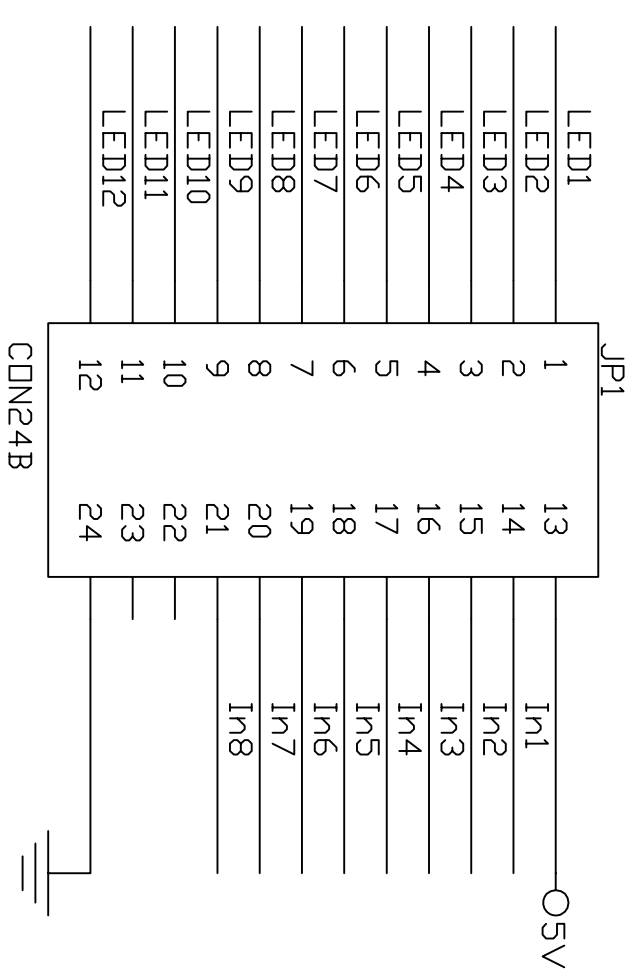 JP1
LED1
1 13 5V
LED2 In1
2 14
LED3 In2
3 15
LED4 In3
4 16
LED5 In4
5 17
LED6 In5
6 18
LED7 In6
7 19
LED8 In7
8 20
LED9 In8
9 21
LED10
10 22
LED11
11 23
LED12
12 24
CON24B